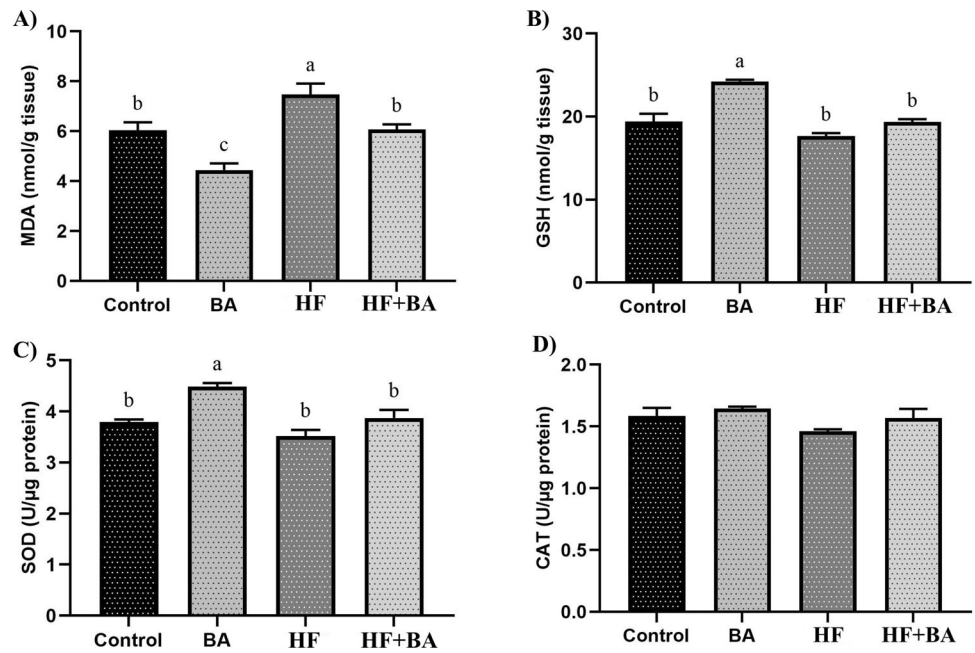 A)
MDA (nmol/g tissue)
10
8
6
4
2
0
b
c
a
b
Control BA HF HF+BA
B)
GSH (nmol/g tissue)
30
20
10
0
b
a
b
b
Control BA HF HF+BA
C)
SOD (U/µg protein)
5
4
3
2
1
0
b
a
b
b
Control BA HF HF+BA
D)
CAT (U/µg protein)
2.0
1.5
1.0
0.5
0.0
Control BA HF HF+BA